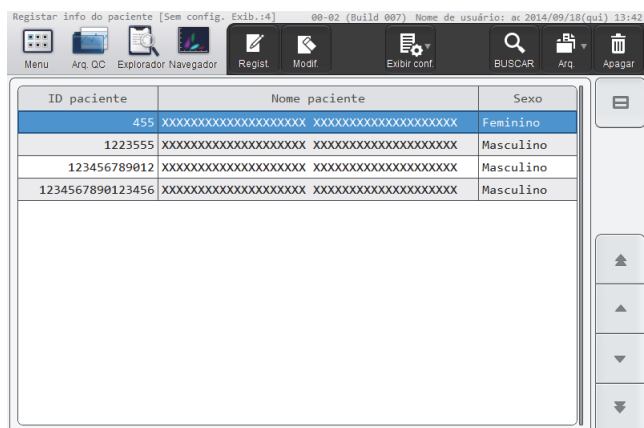 Registar info do paciente [Sem config. Exib.:4] 00-02 (Build 007) Nome de usuário: ac 2014/09/18(qui) 13:42
Menu Arq. QC Explorador Navegador Regist. Modif. Exibir conf. BUSCAR Arq. Apagar
ID paciente Nome paciente Sexo
455 XXXXXXXXXXXXXXXXXXXX XXXXXXXXXXXXXXXXXXXX Feminino
1223555 XXXXXXXXXXXXXXXXXXXX XXXXXXXXXXXXXXXXXXXX Masculino
123456789012 XXXXXXXXXXXXXXXXXXXX XXXXXXXXXXXXXXXXXXXX Masculino
1234567890123456 XXXXXXXXXXXXXXXXXXXX XXXXXXXXXXXXXXXXXXXX Masculino